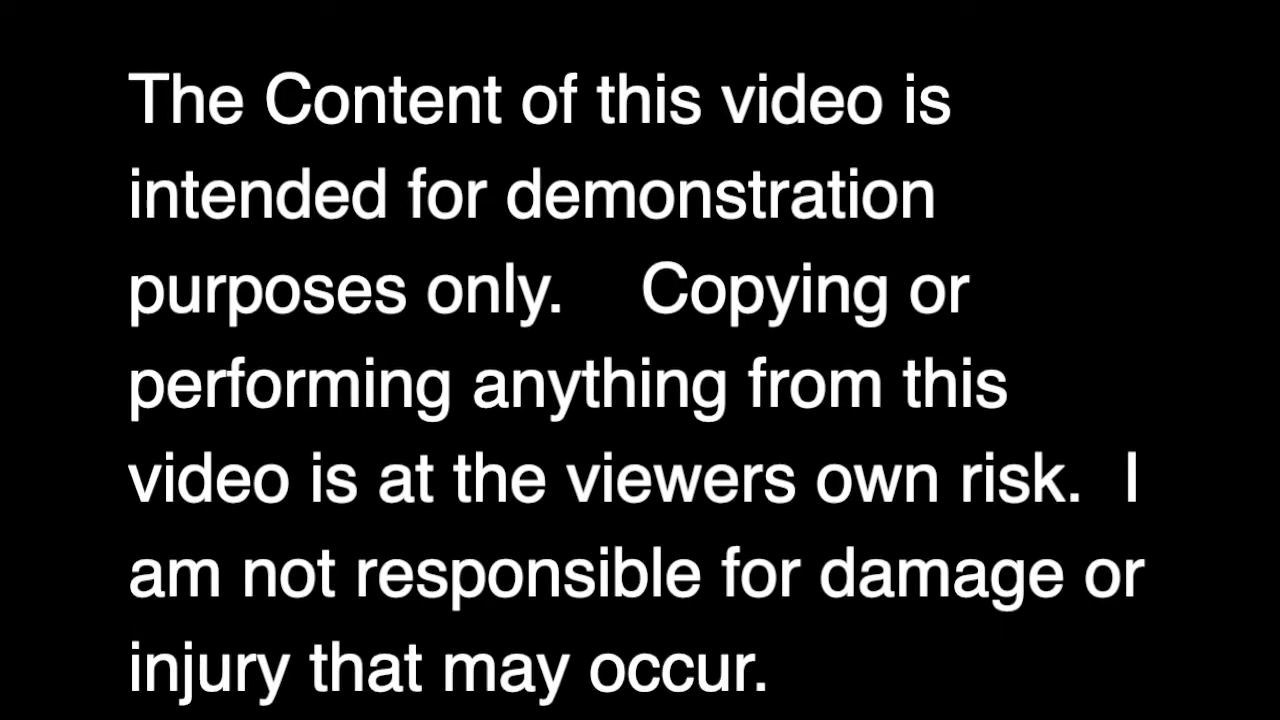 The Content of this video is
intended for demonstration
purposes only.    Copying or
performing anything from this
video is at the viewers own risk.  I
am not responsible for damage or
injury that may occur.